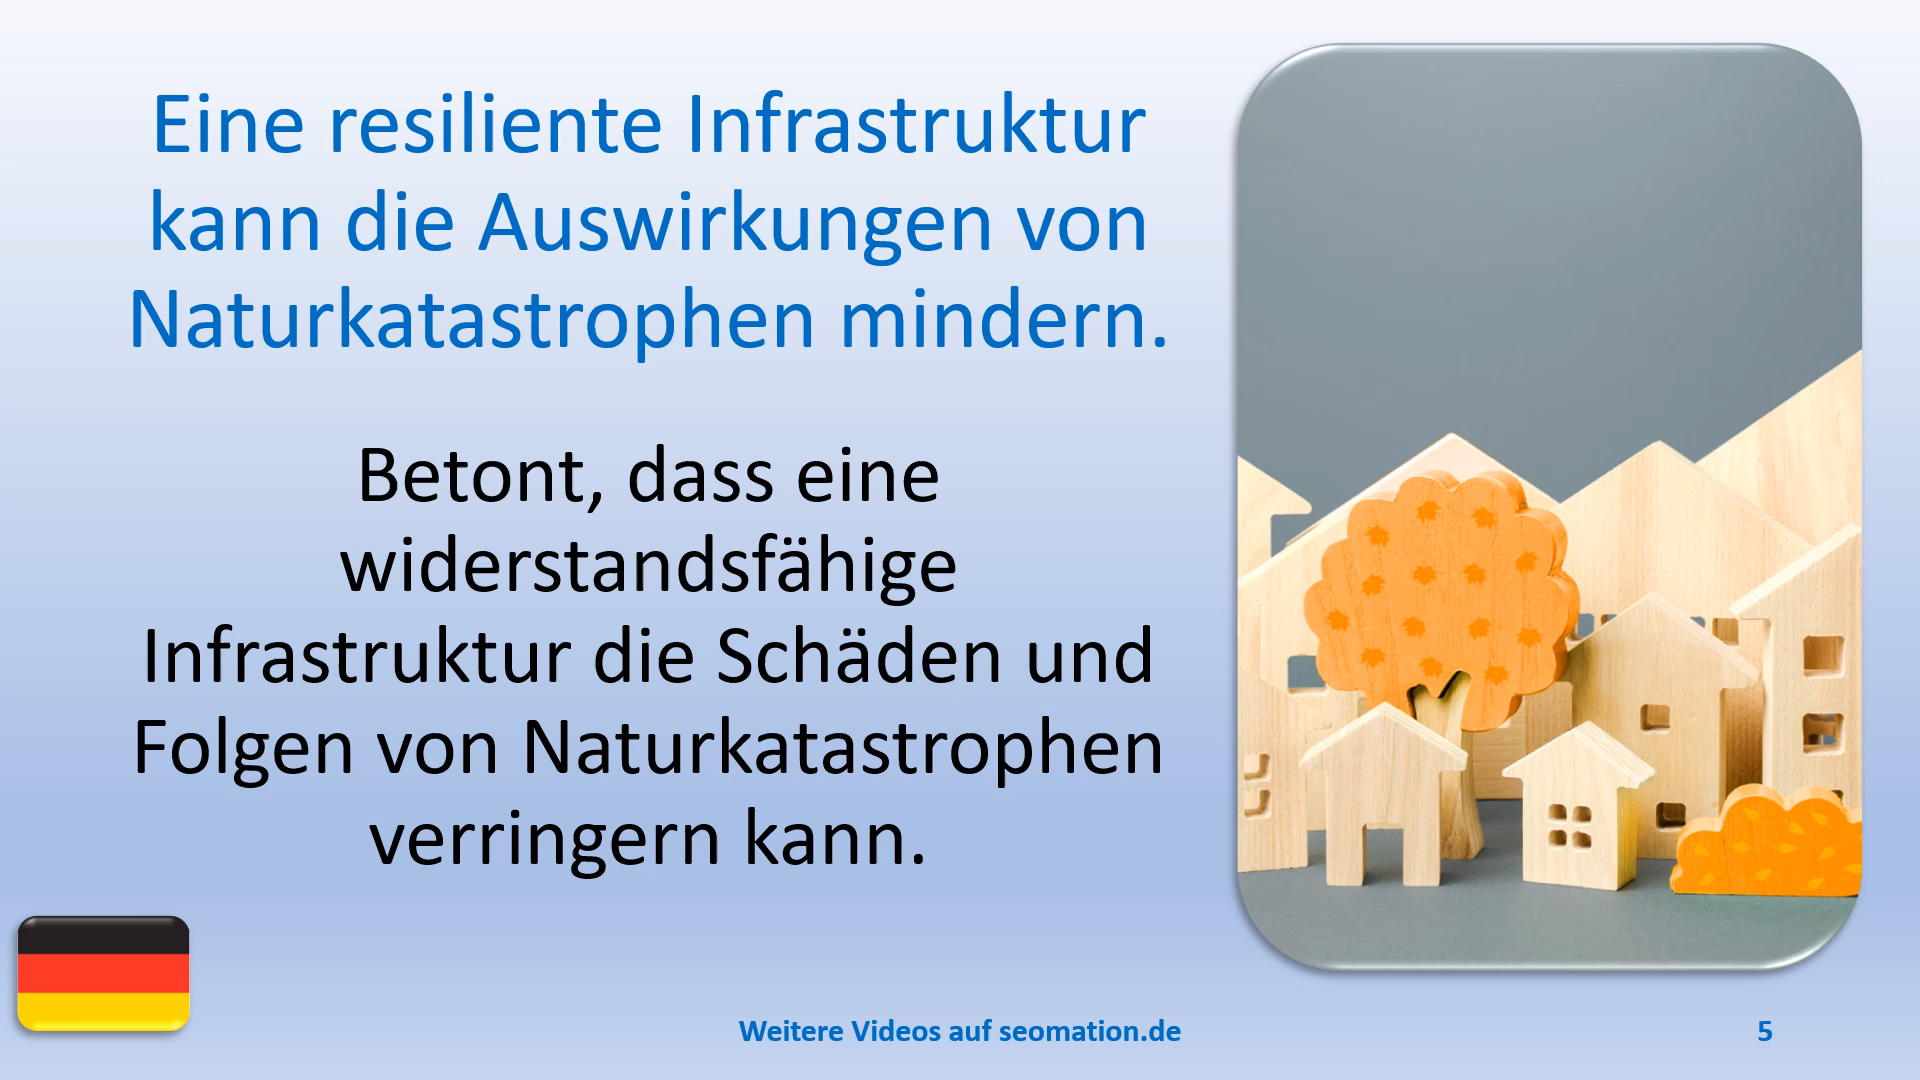 Eine resiliente Infrastruktur
kann die Auswirkungen von
Naturkatastrophen mindern.
Betont, dass eine
widerstandsfähige
Infrastruktur die Schäden und
Folgen von Naturkatastrophen
verringern kann.
Weitere Videos auf seomation.de
5